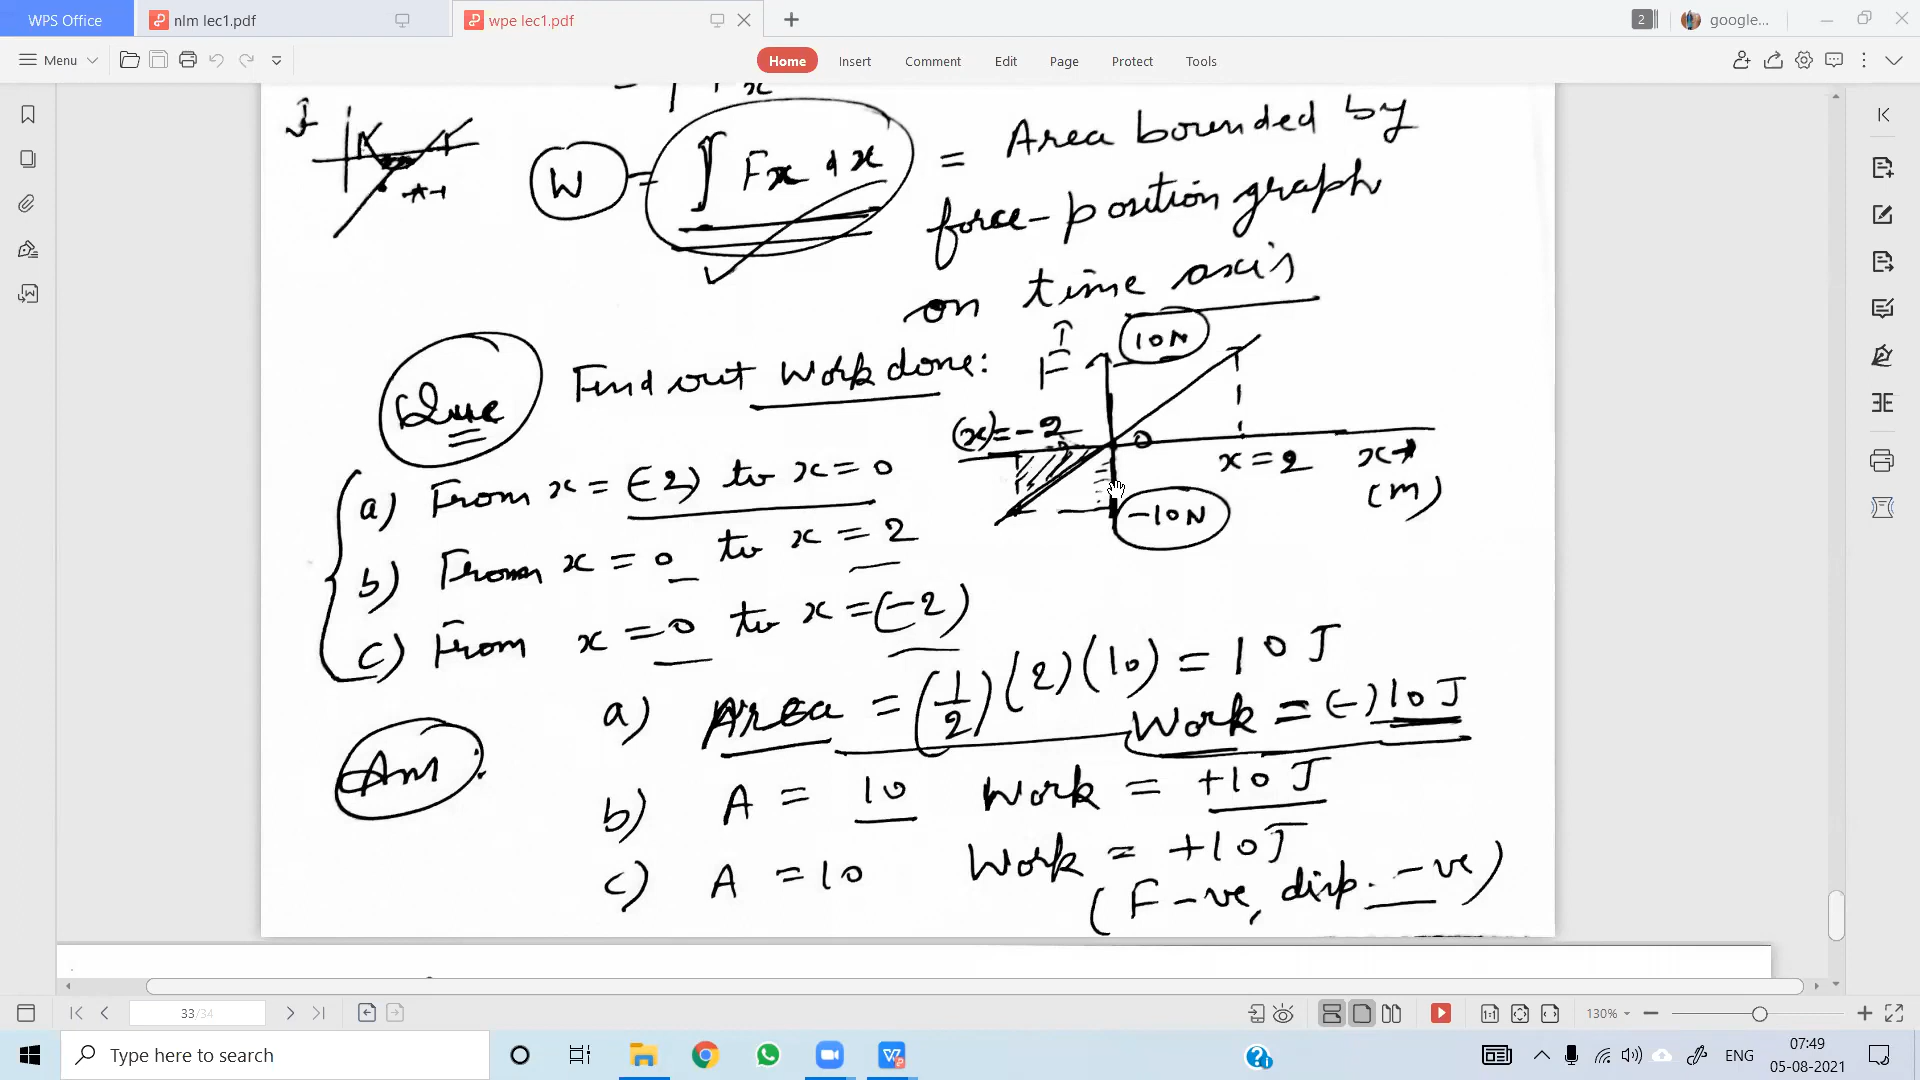 WPS Office
nlm lec1.pdf
wpe lec1.pdf
2
google...
Menu
Home
Insert
Comment
Edit
Page
Protect
Tools
W = ∫ Fx dx = Area bounded by
force-position graph
on time axis
Que
Find out Work done:
F
10N
(x)=-2
0
x=2
x→
(m)
-10N
a) From x = (-2) to x=0
b) From x = 0 to x = 2
c) From x = 0 to x = (-2)
Ans:
a) Area = (1/2)(2)(10) = 10 J
Work = (-) 10 J
b) A = 10 Work = +10 J
c) A = 10 Work = +10 J
(F -ve, disp. -ve)
33/34
1:1
130%
Type here to search
ENG
07:49
05-08-2021